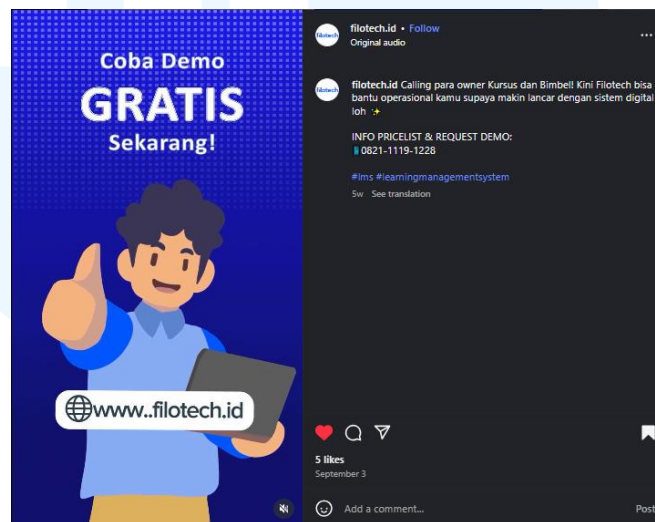 Coba Demo
GRATIS
Sekarang!
www..filotech.id
Filotech
filotech.id • Follow
Original audio
Filotech
filotech.id Calling para owner Kursus dan Bimbel! Kini Filotech bisa
bantu operasional kamu supaya makin lancar dengan sistem digital
loh ✨
INFO PRICELIST & REQUEST DEMO:
📱0821-1119-1228
#lms #learningmanagementsystem
5w See translation
5 likes
September 3
Add a comment...
Post